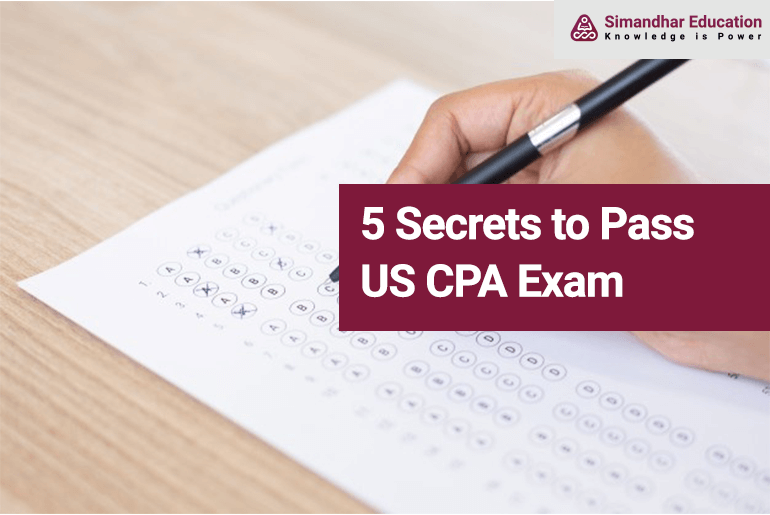 Simandhar Education
Knowledge is Power
5 Secrets to Pass
US CPA Exam